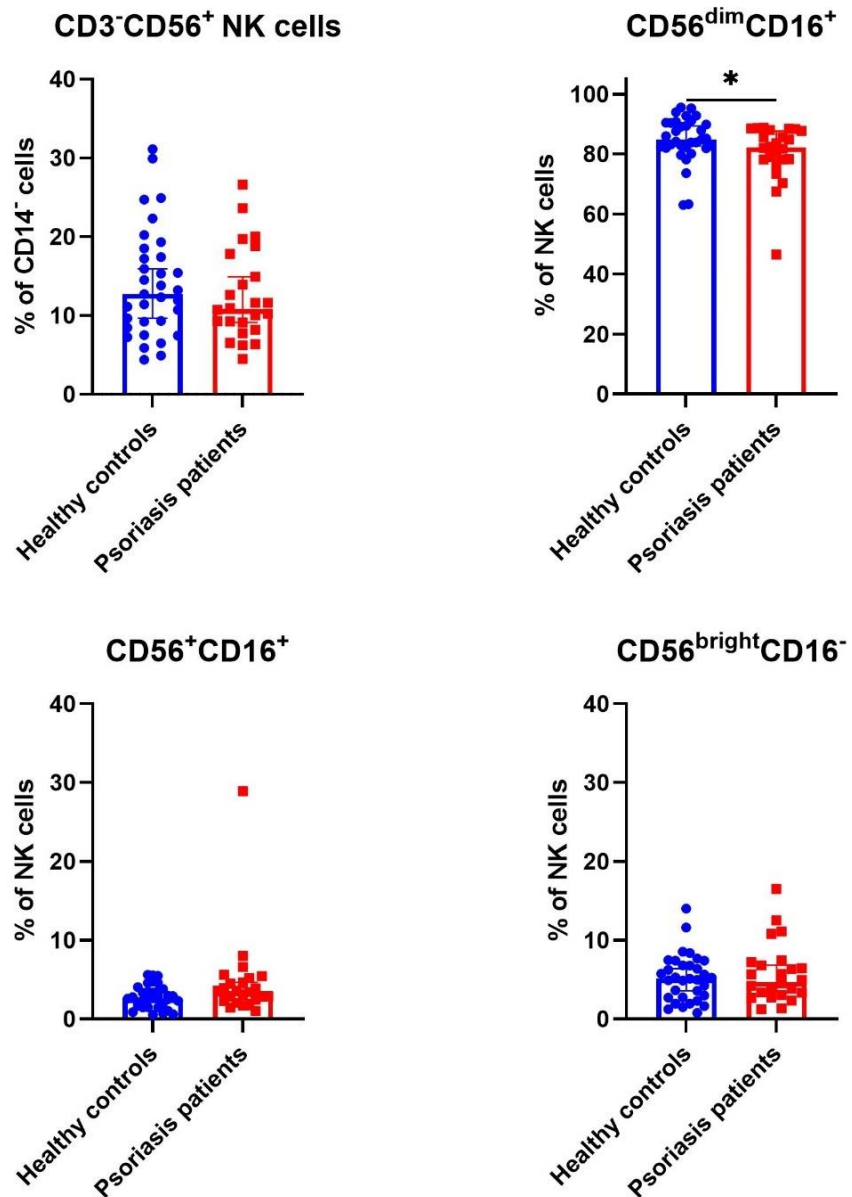 CD3⁻CD56⁺ NK cells
% of CD14⁻ cells
40
30
20
10
0
Healthy controls
Psoriasis patients
CD56ᵈⁱᵐCD16⁺
*
% of NK cells
100
80
60
40
20
0
Healthy controls
Psoriasis patients
CD56⁺CD16⁺
% of NK cells
40
30
20
10
0
Healthy controls
Psoriasis patients
CD56ᵇʳⁱᵍʰᵗCD16⁻
% of NK cells
40
30
20
10
0
Healthy controls
Psoriasis patients